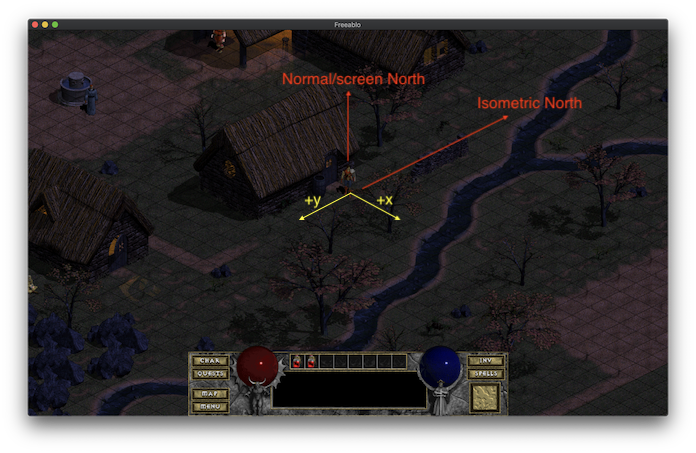 Freeablo
Normal/screen North
Isometric North
+y
+x
CHAR
QUESTS
MAP
MENU
INV
SPELLS